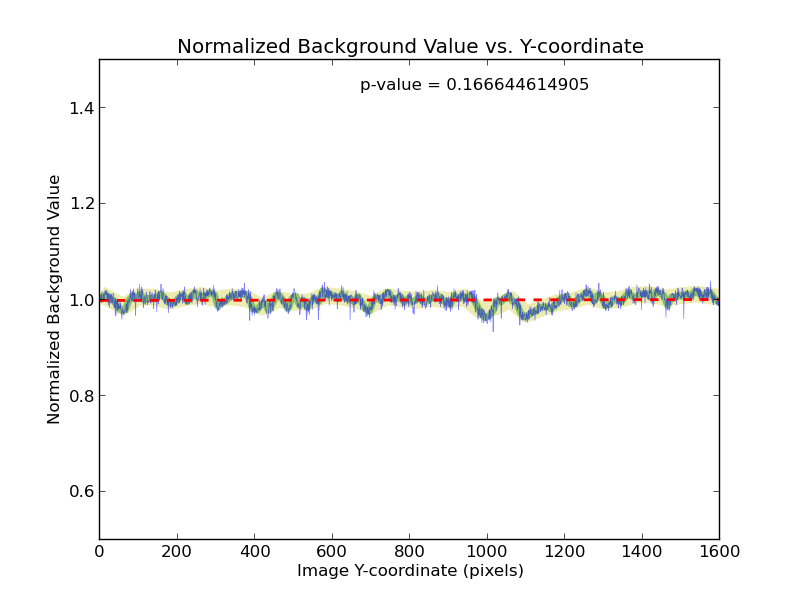 Normalized Background Value vs. Y-coordinate
p-value = 0.166644614905
1.4
1.2
1.0
0.8
0.6
Normalized Background Value
0 200 400 600 800 1000 1200 1400 1600
Image Y-coordinate (pixels)